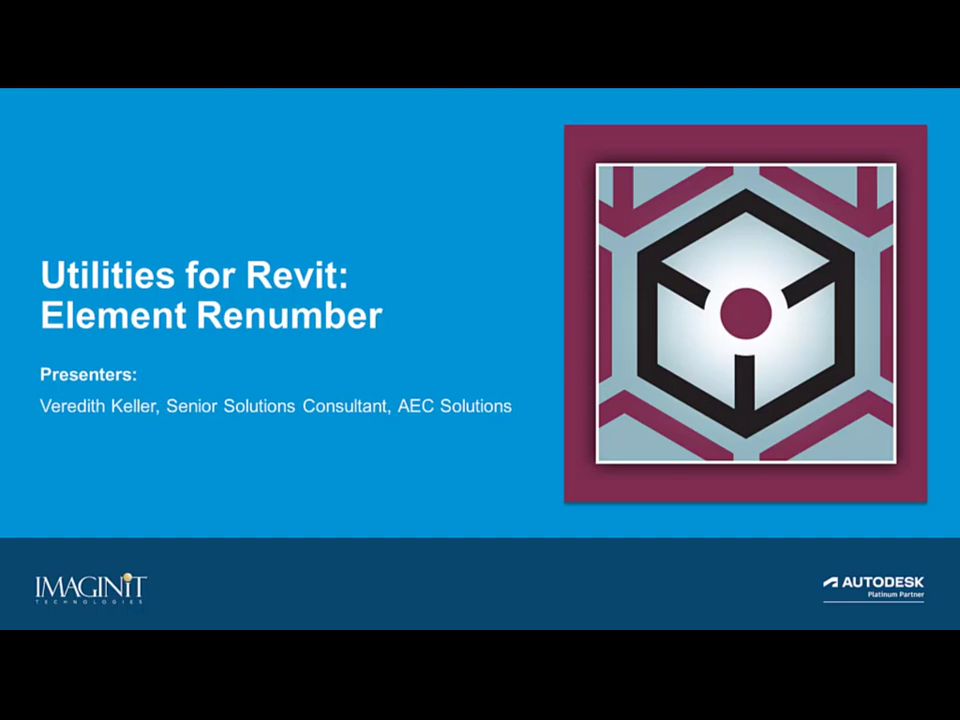 Utilities for Revit:
Element Renumber
Presenters:
Veredith Keller, Senior Solutions Consultant, AEC Solutions
IMAGINiT
TECHNOLOGIES
AUTODESK
Platinum Partner